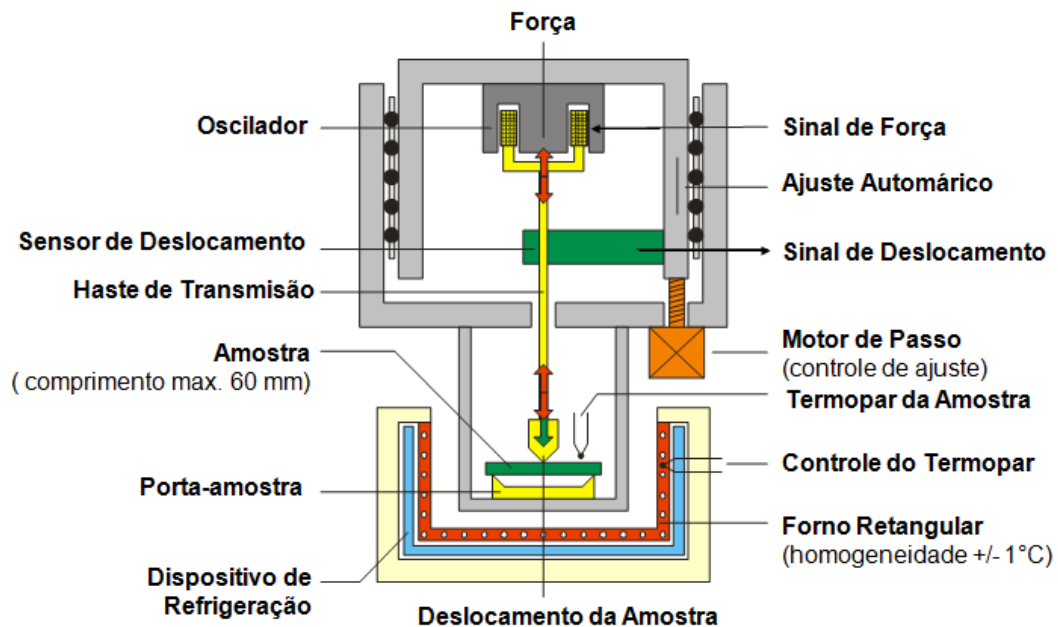 Força
Oscilador
Sinal de Força
Ajuste Automárico
Sensor de Deslocamento
Sinal de Deslocamento
Haste de Transmisão
Amostra
( comprimento max. 60 mm)
Motor de Passo
(controle de ajuste)
Termopar da Amostra
Controle do Termopar
Porta-amostra
Forno Retangular
(homogeneidade +/- 1°C)
Dispositivo de
Refrigeração
Deslocamento da Amostra